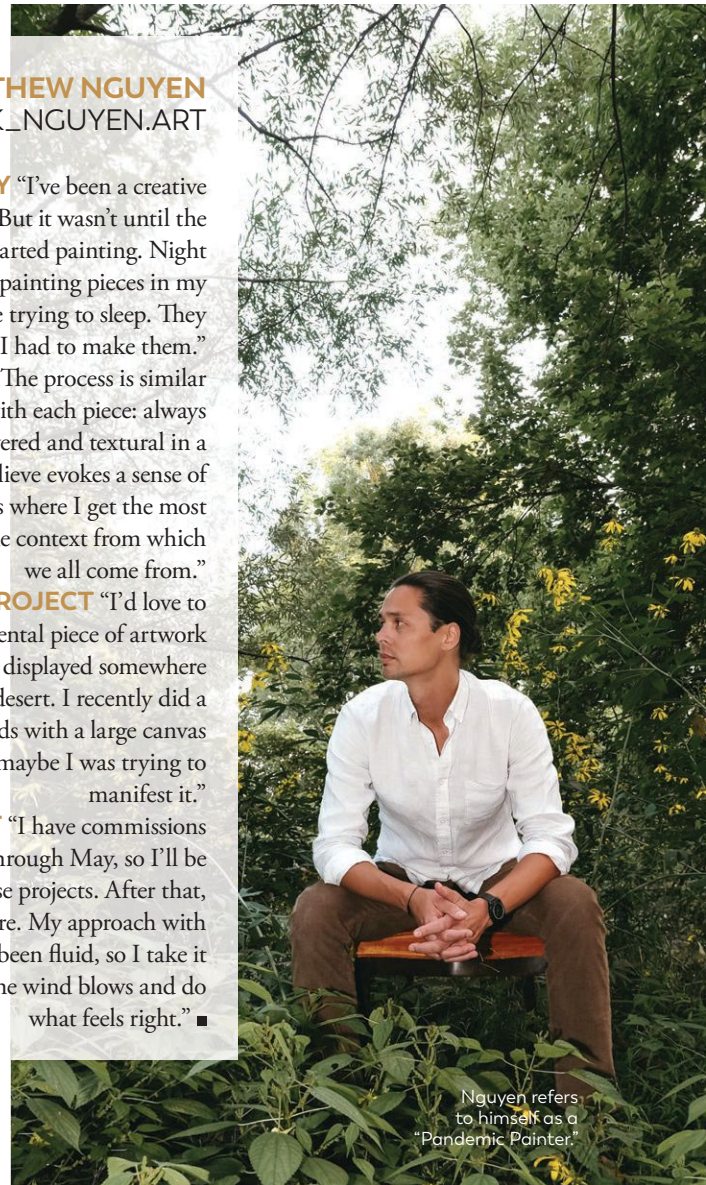 THEW NGUYEN
_NGUYEN.ART
Y “I’ve been a creative
But it wasn’t until the
arted painting. Night
painting pieces in my
e trying to sleep. They
I had to make them.”
The process is similar
ith each piece: always
ered and textural in a
lieve evokes a sense of
s where I get the most
e context from which
we all come from.”
ROJECT “I’d love to
ental piece of artwork
displayed somewhere
desert. I recently did a
ds with a large canvas
maybe I was trying to
manifest it.”
“I have commissions
hrough May, so I’ll be
se projects. After that,
re. My approach with
been fluid, so I take it
he wind blows and do
what feels right.” ■
Nguyen refers
to himself as a
“Pandemic Painter.”